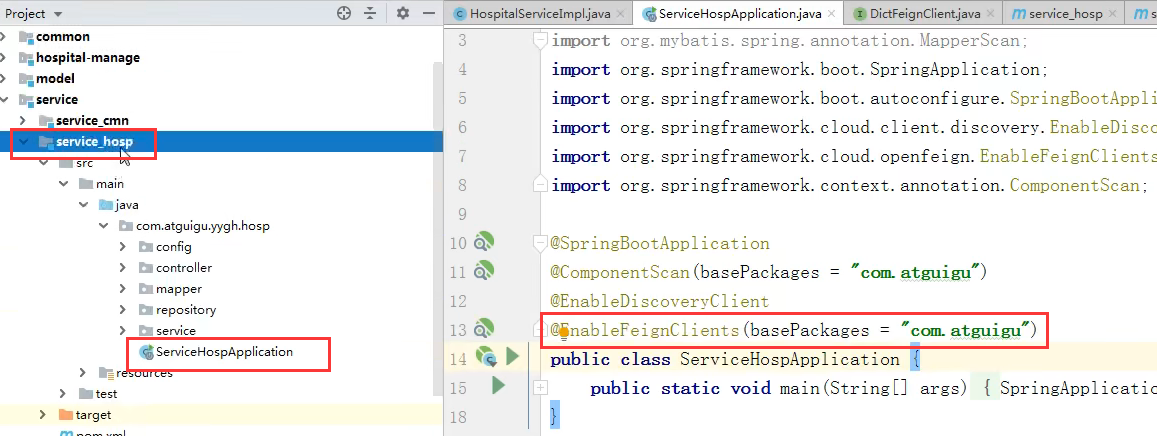 Project
common
hospital-manage
model
service
service_cmn
service_hosp
src
main
java
com.atguigu.yygh.hosp
config
controller
mapper
repository
service
ServiceHospApplication
resources
test
target
pom.xml
HospitalServiceImpl.java
ServiceHospApplication.java
DictFeignClient.java
service_hosp
s
3 import org.mybatis.spring.annotation.MapperScan;
4 import org.springframework.boot.SpringApplication;
5 import org.springframework.boot.autoconfigure.SpringBootAppli
6 import org.springframework.cloud.client.discovery.EnableDisco
7 import org.springframework.cloud.openfeign.EnableFeignClients
8 import org.springframework.context.annotation.ComponentScan;
9
10 @SpringBootApplication
11 @ComponentScan(basePackages = "com.atguigu")
12 @EnableDiscoveryClient
13 @EnableFeignClients(basePackages = "com.atguigu")
14 public class ServiceHospApplication {
15 public static void main(String[] args) { SpringApplicatio
18 }